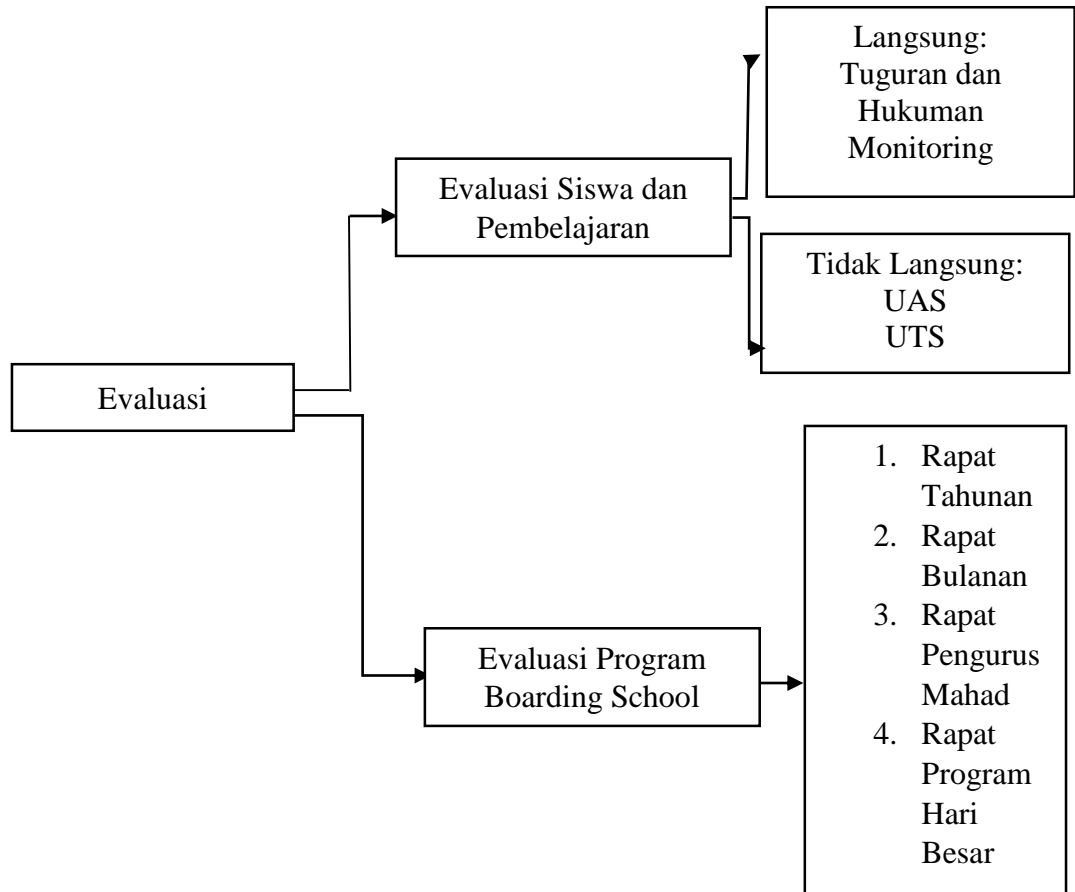 Langsung:
Tuguran dan
Hukuman
Monitoring
Evaluasi Siswa dan
Pembelajaran
Tidak Langsung:
UAS
UTS
Evaluasi
1. Rapat
Tahunan
2. Rapat
Bulanan
3. Rapat
Pengurus
Mahad
4. Rapat
Program
Hari
Besar
Evaluasi Program
Boarding School